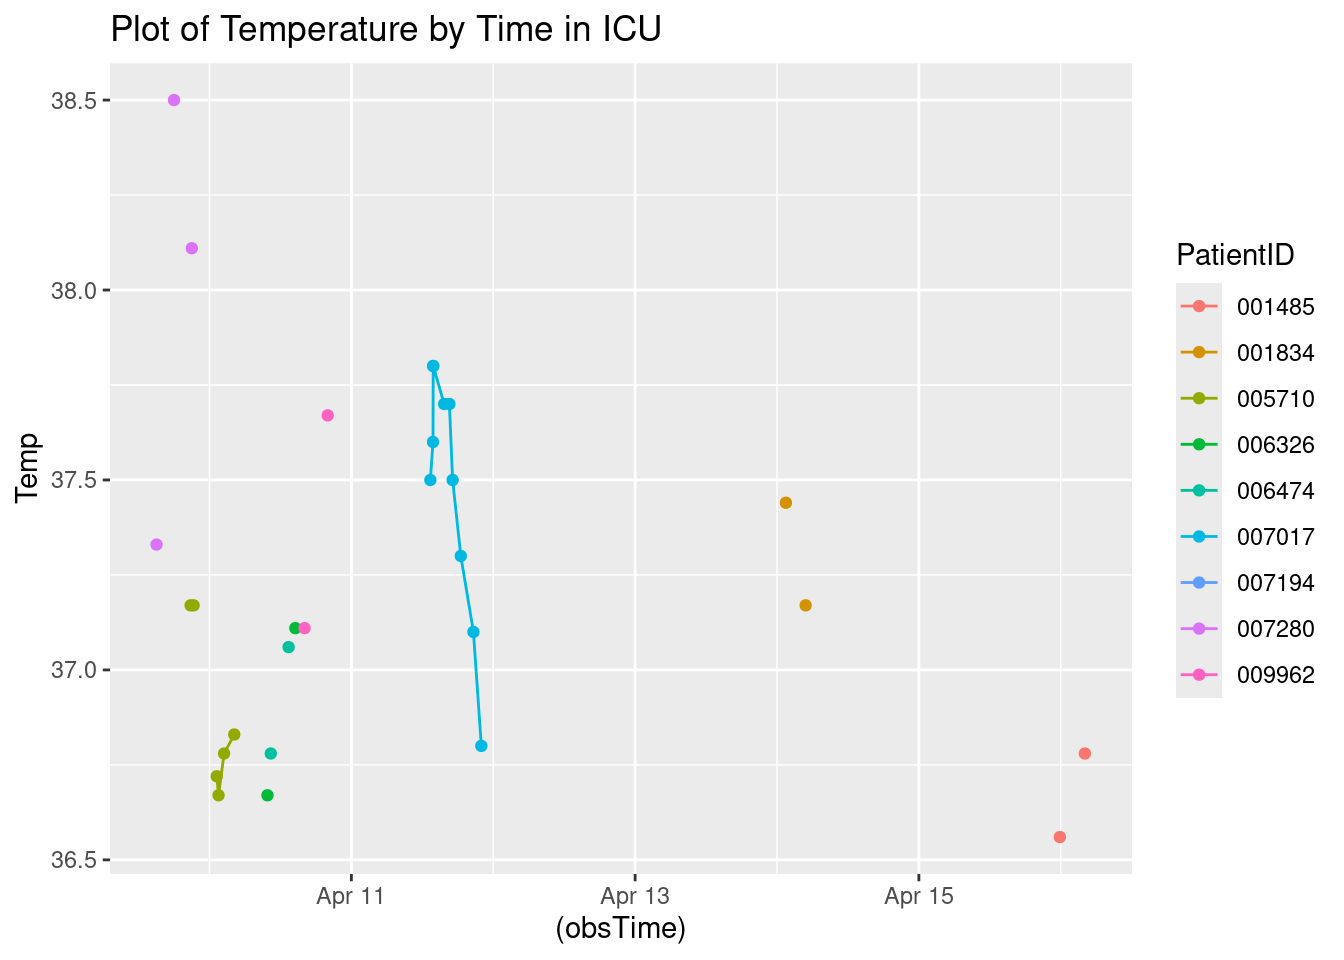 Plot of Temperature by Time in ICU
38.5
38.0
37.5
37.0
36.5
Temp
Apr 11
Apr 13
Apr 15
(obsTime)
PatientID
001485
001834
005710
006326
006474
007017
007194
007280
009962